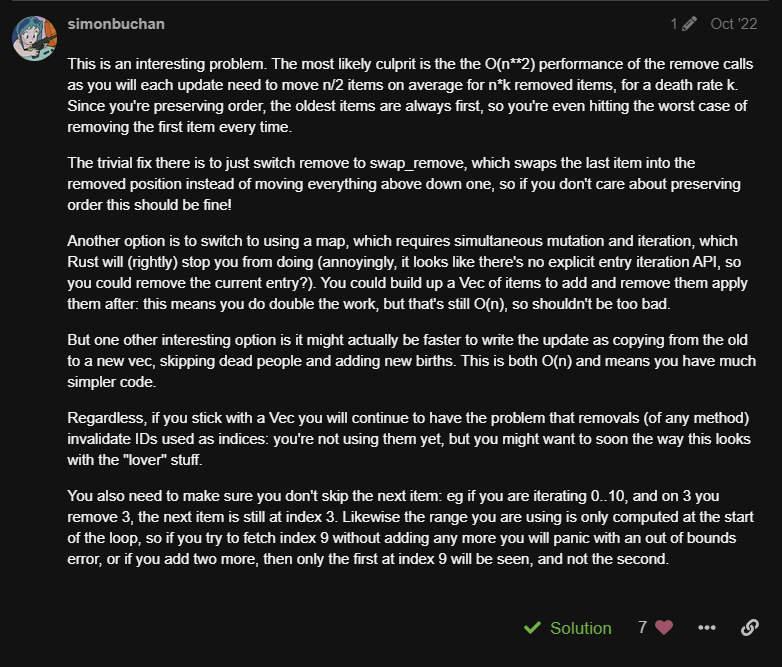 simonbuchan
1 Oct '22
This is an interesting problem. The most likely culprit is the the O(n**2) performance of the remove calls
as you will each update need to move n/2 items on average for n*k removed items, for a death rate k.
Since you're preserving order, the oldest items are always first, so you're even hitting the worst case of
removing the first item every time.
The trivial fix there is to just switch remove to swap_remove, which swaps the last item into the
removed position instead of moving everything above down one, so if you don't care about preserving
order this should be fine!
Another option is to switch to using a map, which requires simultaneous mutation and iteration, which
Rust will (rightly) stop you from doing (annoyingly, it looks like there's no explicit entry iteration API, so
you could remove the current entry?). You could build up a Vec of items to add and remove them apply
them after: this means you do double the work, but that's still O(n), so shouldn't be too bad.
But one other interesting option is it might actually be faster to write the update as copying from the old
to a new vec, skipping dead people and adding new births. This is both O(n) and means you have much
simpler code.
Regardless, if you stick with a Vec you will continue to have the problem that removals (of any method)
invalidate IDs used as indices: you're not using them yet, but you might want to soon the way this looks
with the "lover" stuff.
You also need to make sure you don't skip the next item: eg if you are iterating 0..10, and on 3 you
remove 3, the next item is still at index 3. Likewise the range you are using is only computed at the start
of the loop, so if you try to fetch index 9 without adding any more you will panic with an out of bounds
error, or if you add two more, then only the first at index 9 will be seen, and not the second.
Solution 7